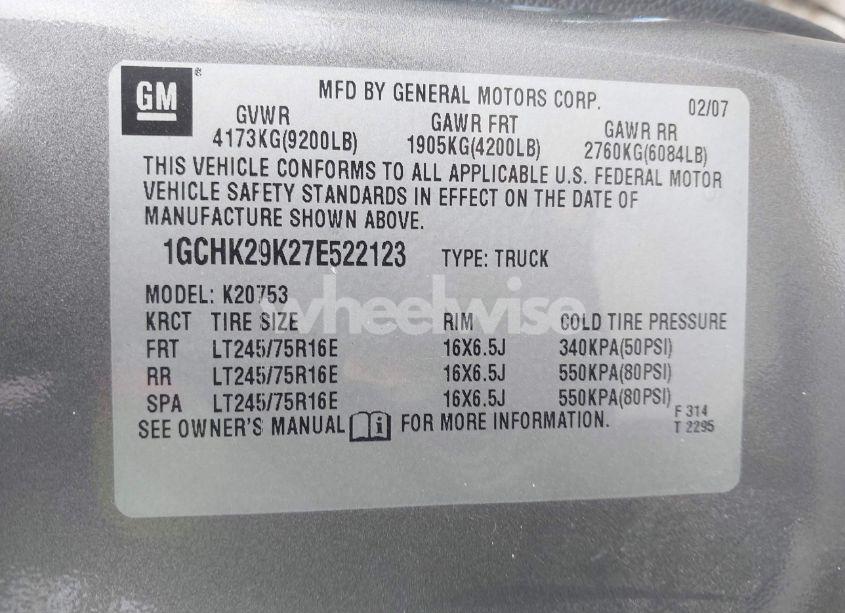 GM ®
MFD BY GENERAL MOTORS CORP. 02/07
GVWR GAWR FRT GAWR RR
4173KG(9200LB) 1905KG(4200LB) 2760KG(6084LB)
THIS VEHICLE CONFORMS TO ALL APPLICABLE U.S. FEDERAL MOTOR
VEHICLE SAFETY STANDARDS IN EFFECT ON THE DATE OF
MANUFACTURE SHOWN ABOVE.
1GCHK29K27E522123 TYPE: TRUCK
MODEL: K20753
wheelwise
KRCT TIRE SIZE RIM COLD TIRE PRESSURE
FRT LT245/75R16E 16X6.5J 340KPA(50PSI)
RR LT245/75R16E 16X6.5J 550KPA(80PSI)
SPA LT245/75R16E 16X6.5J 550KPA(80PSI)
SEE OWNER'S MANUAL i FOR MORE INFORMATION.
F 314
T 2295